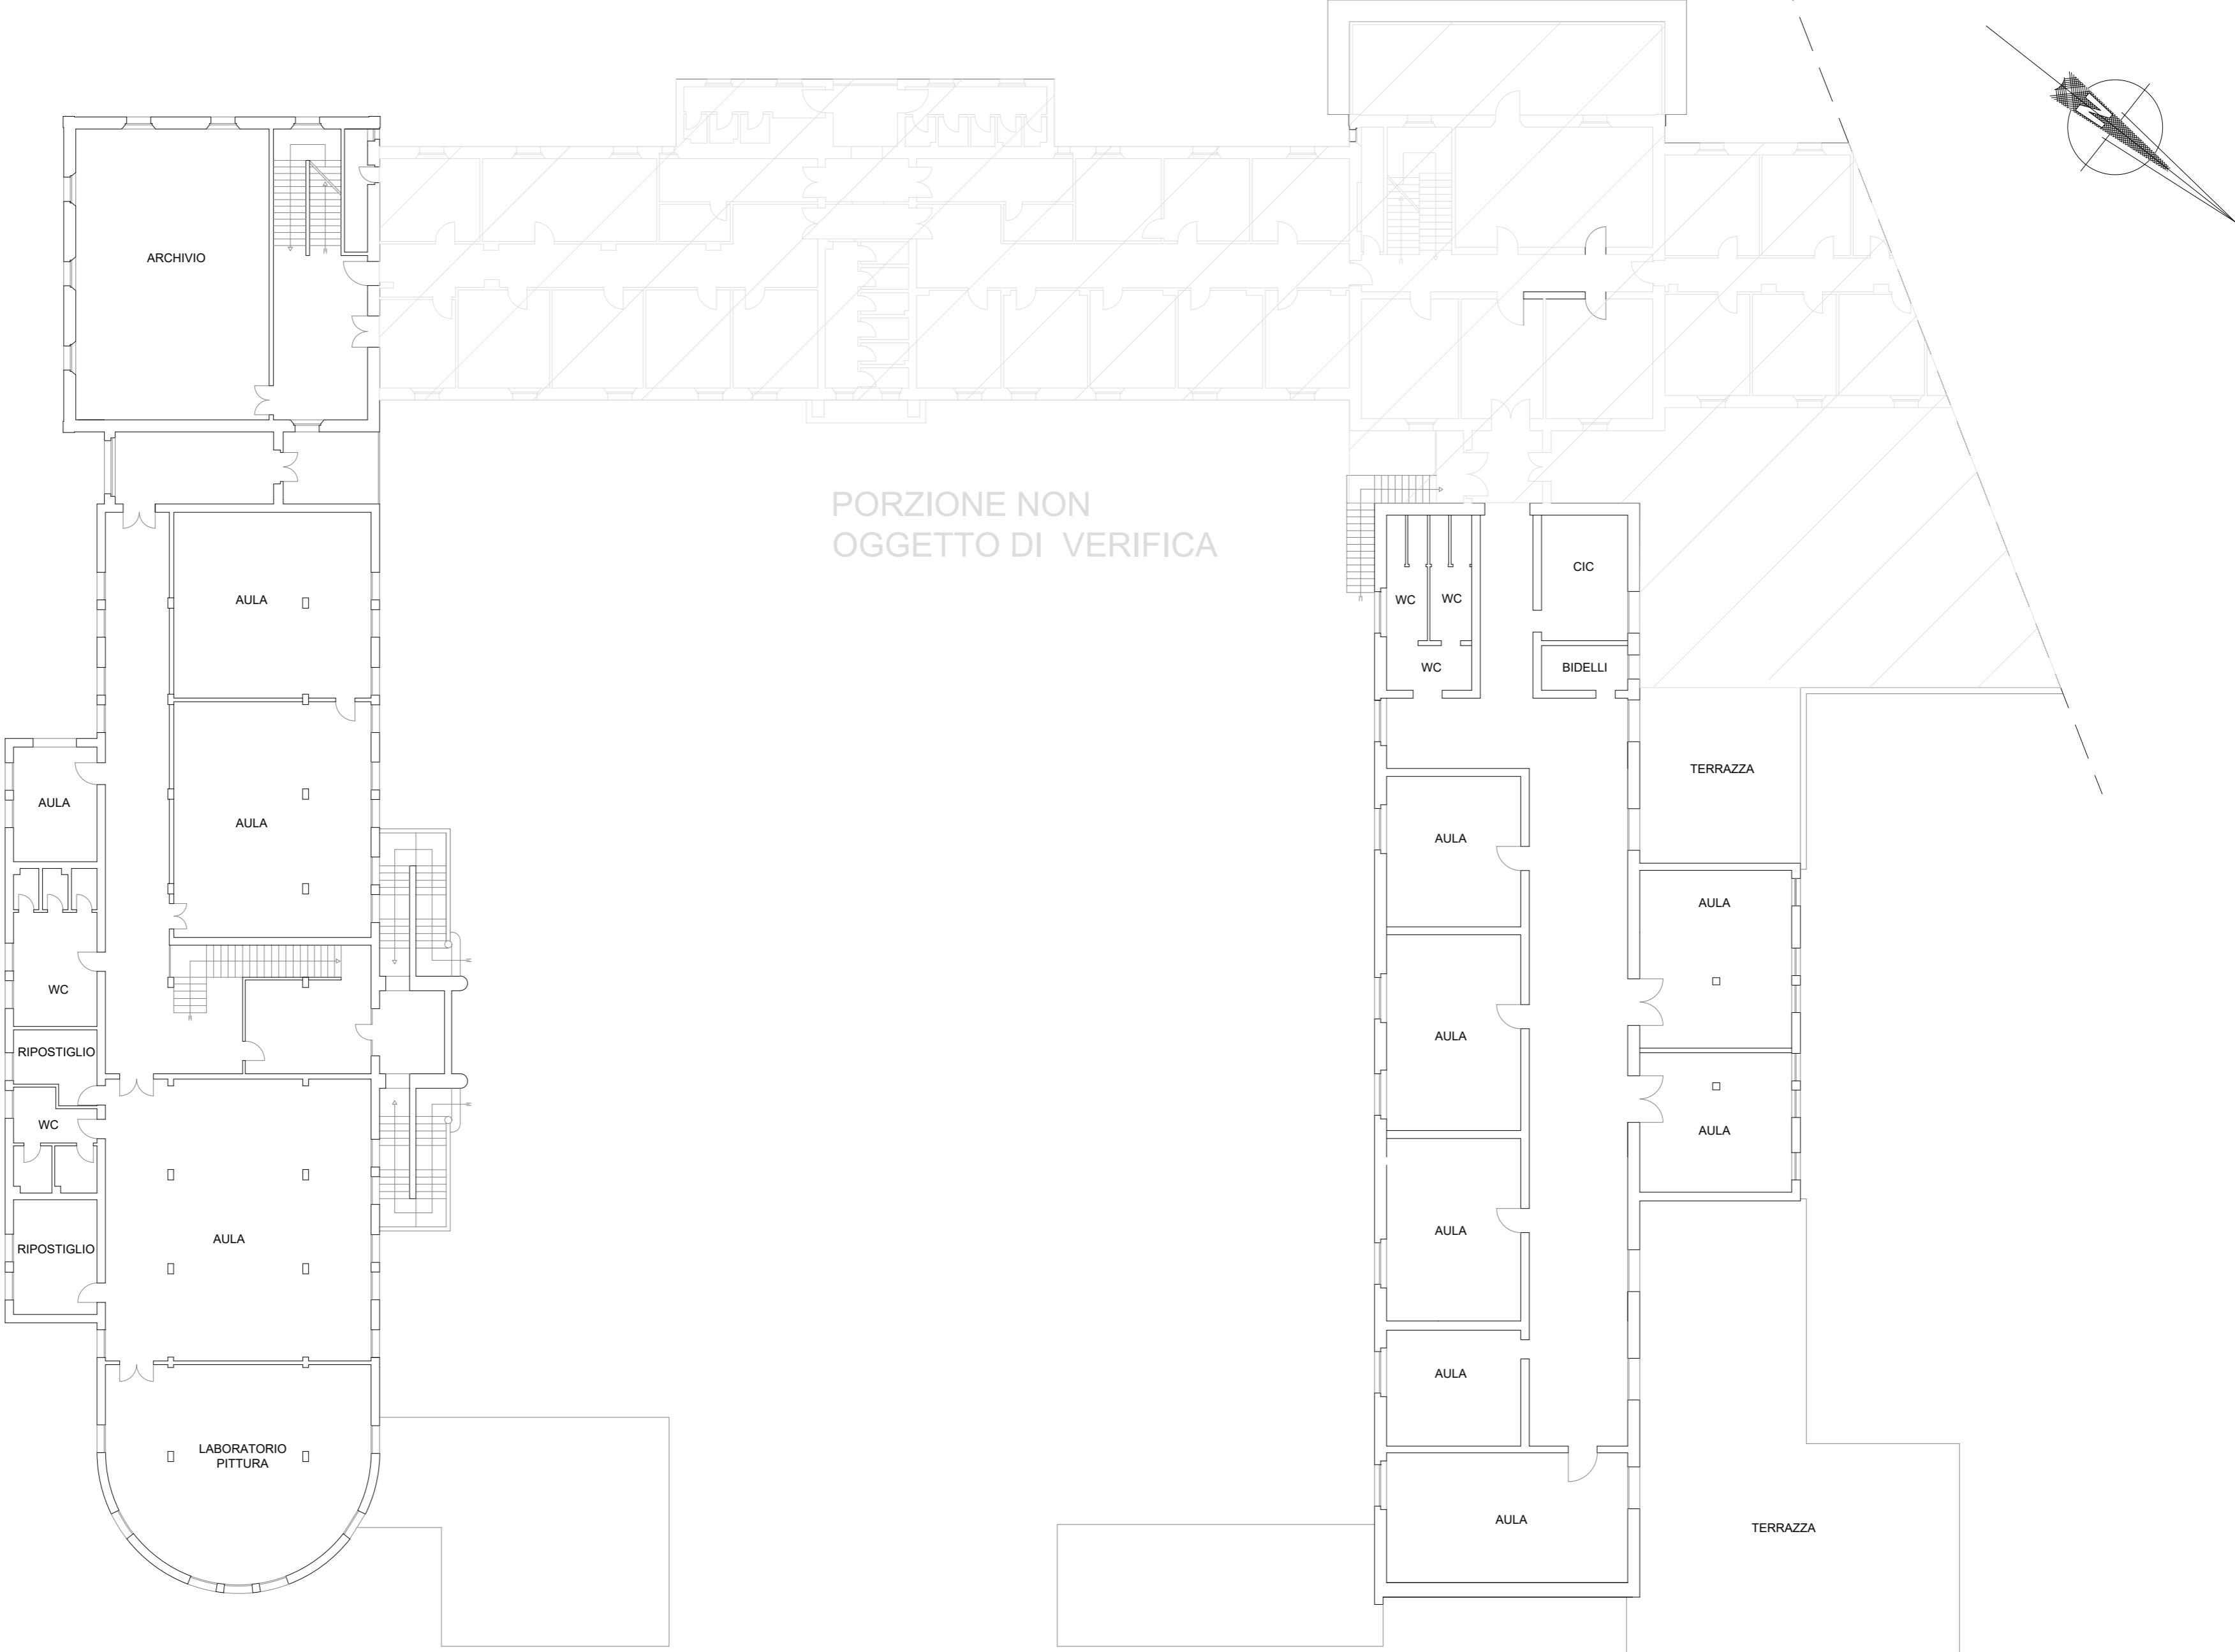 ARCHIVIO
PORZIONE NON
OGGETTO DI VERIFICA
AULA
AULA
AULA
WC
RIPOSTIGLIO
WC
RIPOSTIGLIO
AULA
LABORATORIO
PITTURA
WC
WC
WC
CIC
BIDELLI
TERRAZZA
AULA
AULA
AULA
AULA
AULA
AULA
AULA
TERRAZZA